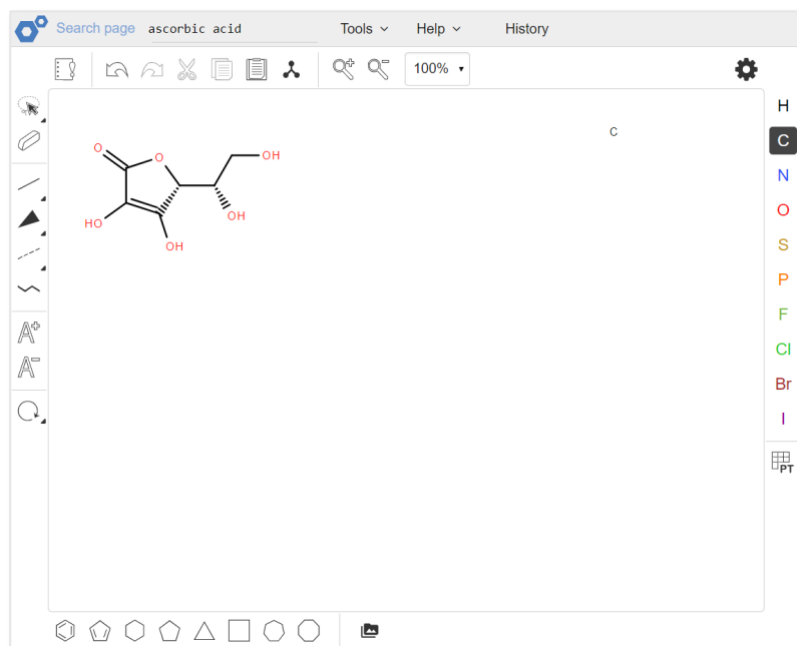 Search page ascorbic acid Tools Help History
100%
H
C
C
N
O
S
P
F
Cl
Br
I
PT
O
O
OH
HO
OH
OH
A+
A-